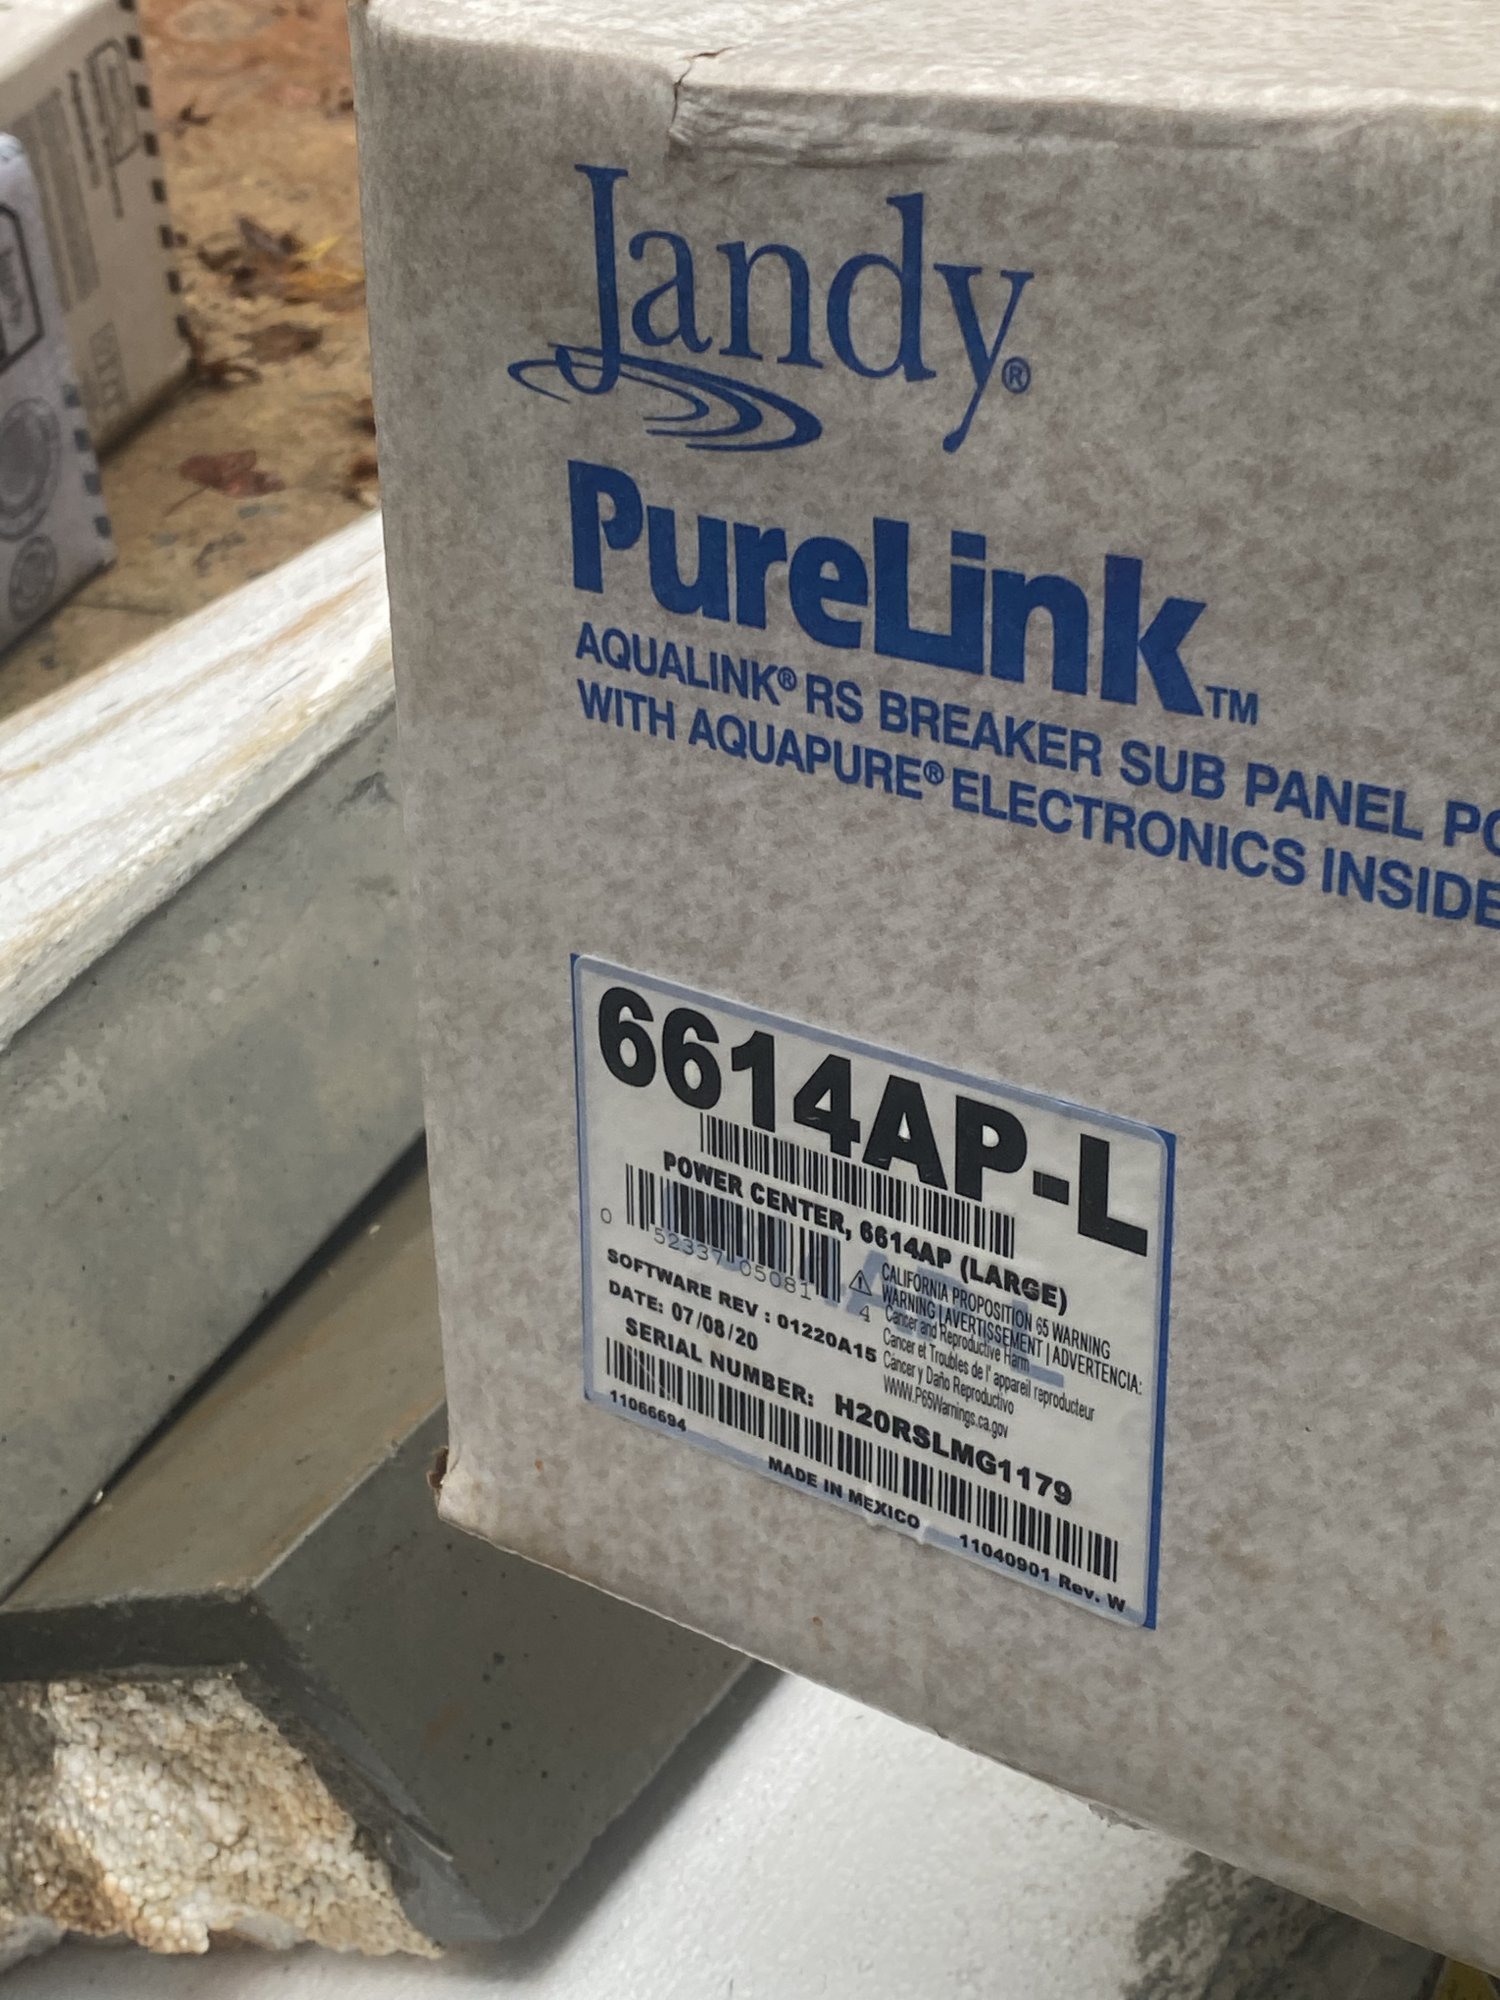 Jandy®
PureLink™
AQUALINK® RS BREAKER SUB PANEL
WITH AQUAPURE® ELECTRONICS INSIDE
6614AP-L
POWER CENTER, 6614AP (LARGE)
0 52337 05081 4
SOFTWARE REV : 01220A15
DATE: 07/08/20
⚠ CALIFORNIA PROPOSITION 65 WARNING
WARNING | AVERTISSEMENT | ADVERTENCIA:
Cancer and Reproductive Harm
Cancer et Troubles de l' appareil reproducteur
Cáncer y Daño Reproductivo
WWW.P65Warnings.ca.gov
SERIAL NUMBER: H20RSLMG1179
11066694
MADE IN MEXICO
11040901 Rev. W